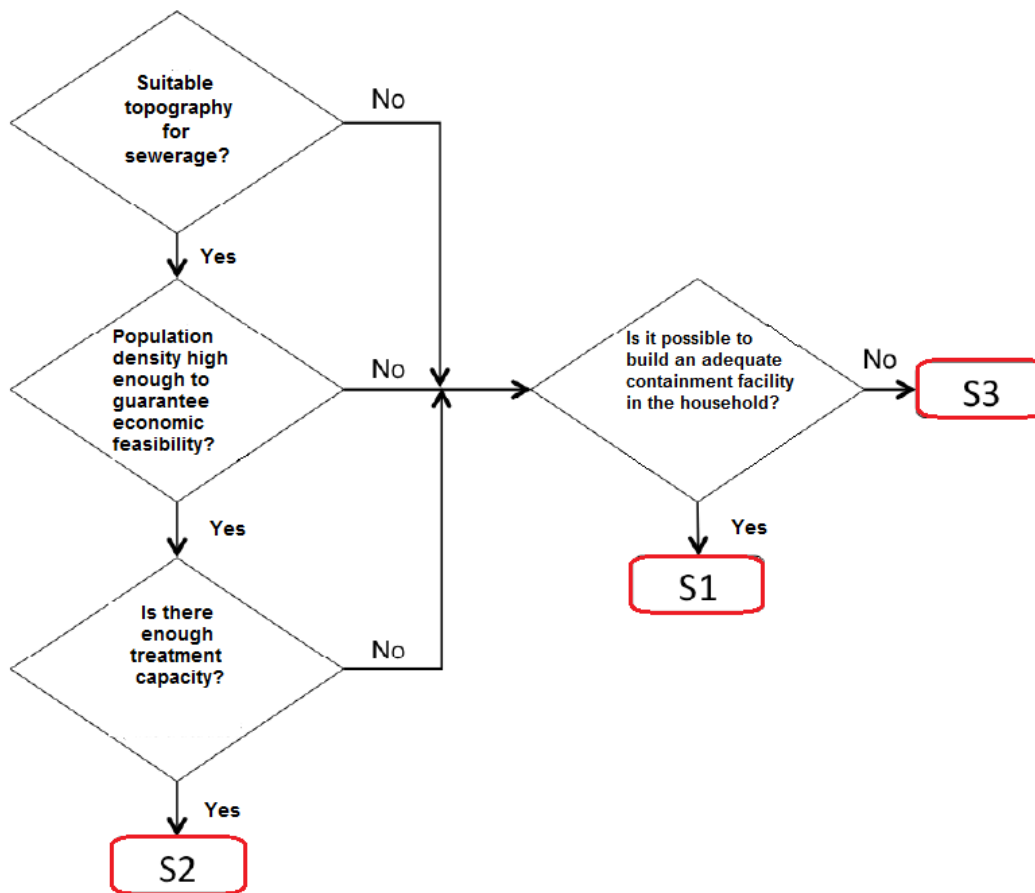 Suitable
topography
for
sewerage?
No
Yes
Population
density high
enough to
guarantee
economic
feasibility?
No
Is it possible to
build an adequate
containment facility
in the household?
No
S3
Yes
Yes
S1
Is there
enough
treatment
capacity?
No
Yes
S2